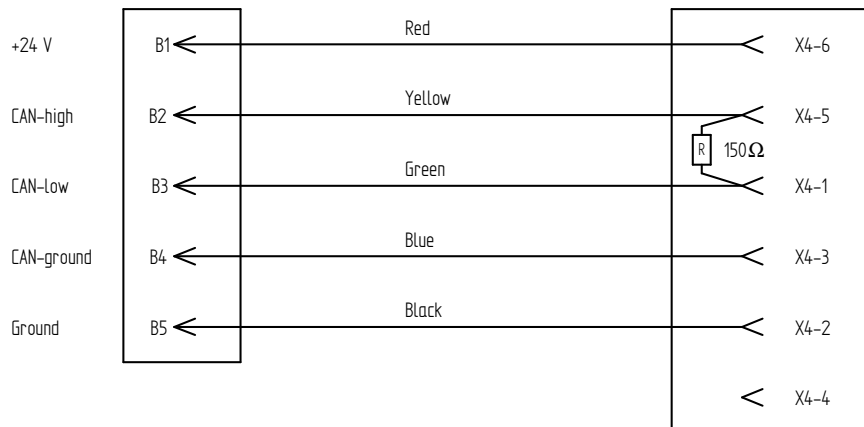 Red
+24 V B1 X4-6
Yellow
CAN-high B2 X4-5
R 150Ω
Green
CAN-low B3 X4-1
Blue
CAN-ground B4 X4-3
Black
Ground B5 X4-2
X4-4